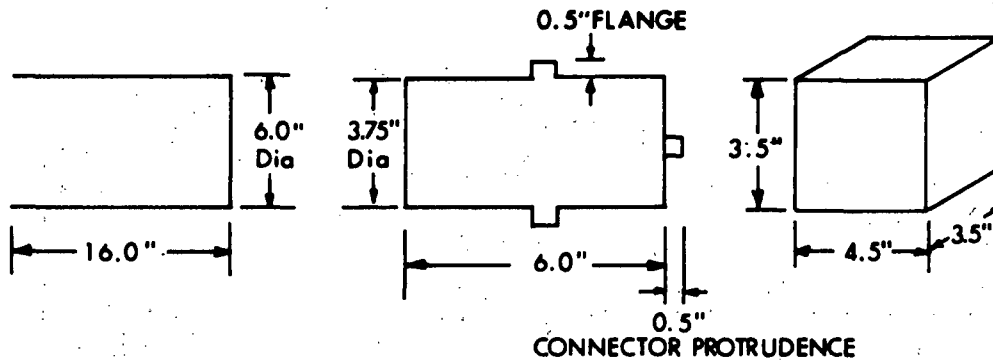 0.5" FLANGE
6.0"
Dia
16.0"
3.75"
Dia
6.0"
0.5"
CONNECTOR PROTRUDENCE
3.5"
4.5"
3.5"